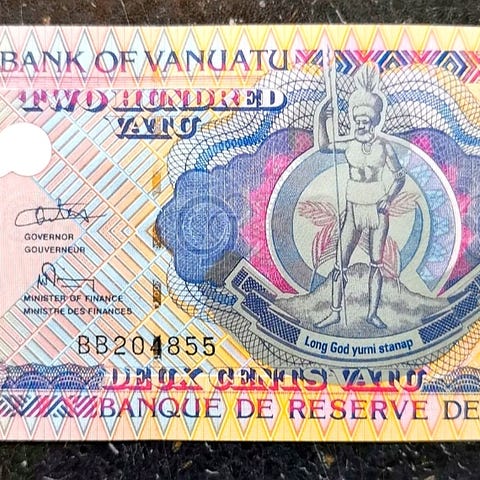 BANK OF VANUATU
TWO HUNDRED
VATU
GOVERNOR
GOUVERNEUR
MINISTER OF FINANCE
MINISTRE DES FINANCES
Long God yumi stanap
BB204855
DEUX CENTS VATU
BANQUE DE RESERVE DE